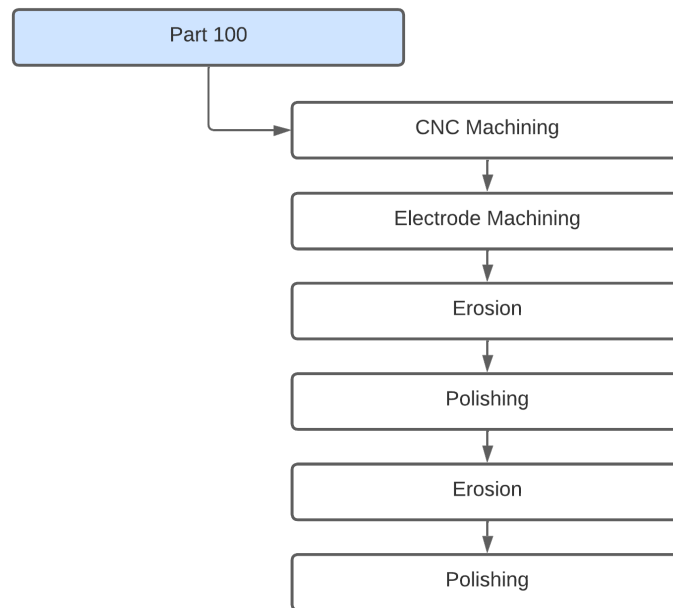 Part 100
CNC Machining
Electrode Machining
Erosion
Polishing
Erosion
Polishing